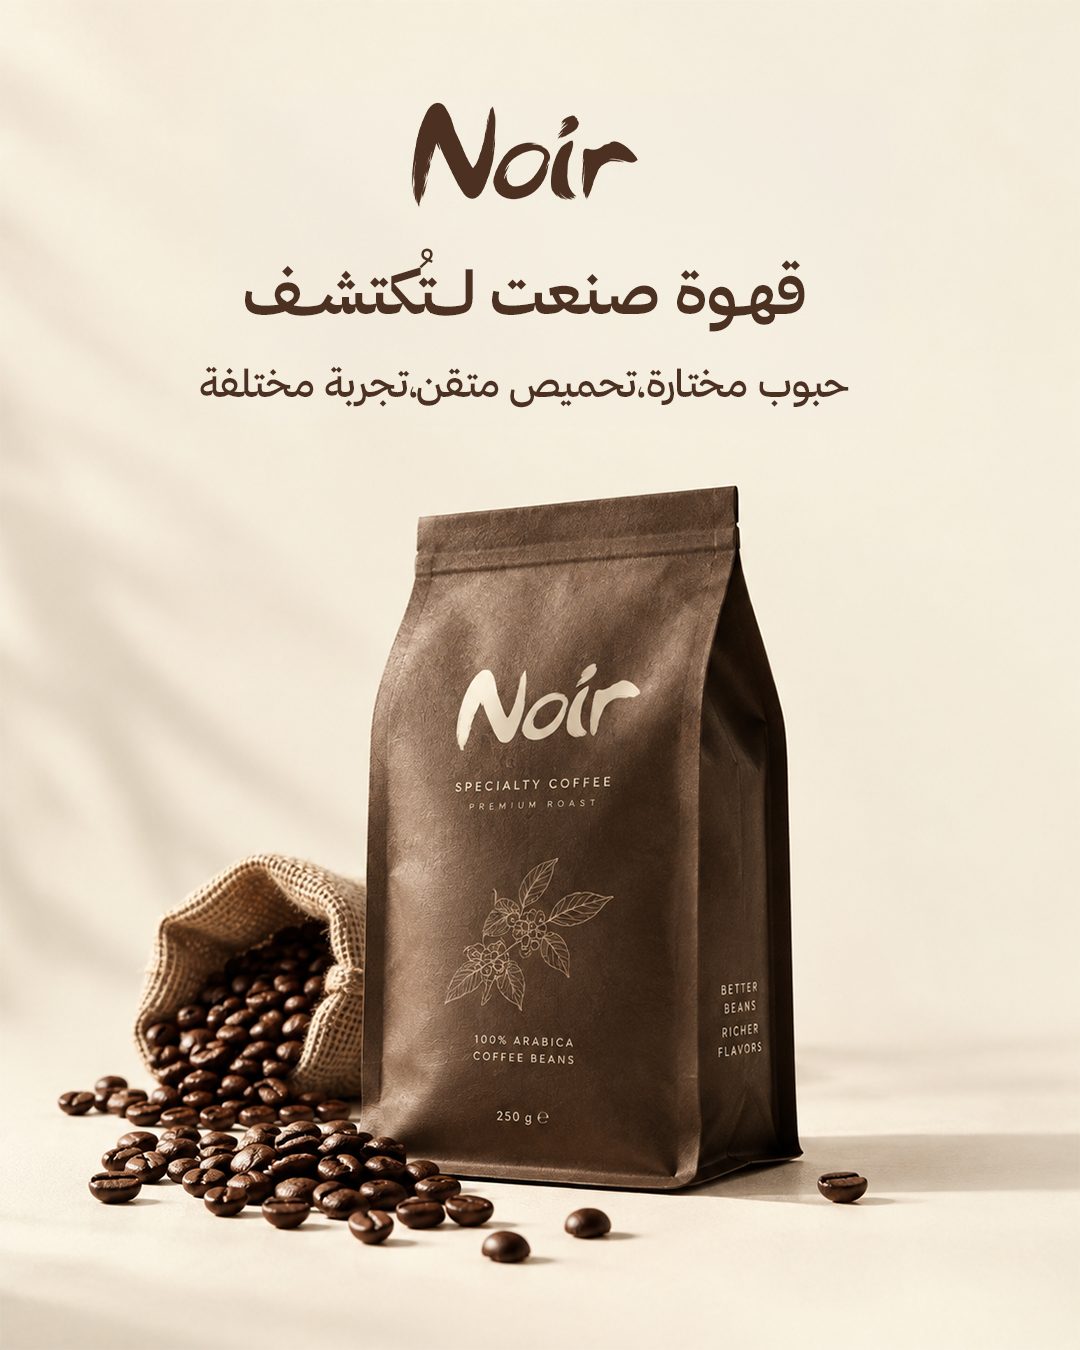 Noir
قهوة صنعت لتُكتشف
حبوب مختارة،تحميص متقن،تجربة مختلفة
Noir
SPECIALTY COFFEE
PREMIUM ROAST
100% ARABICA
COFFEE BEANS
250 g ℮
BETTER
BEANS
RICHER
FLAVORS